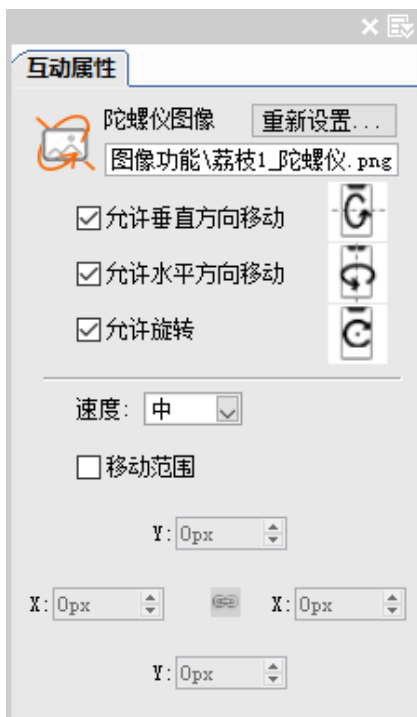 互动属性
陀螺仪图像 重新设置...
图像功能\荔枝1_陀螺仪.png
允许垂直方向移动
允许水平方向移动
允许旋转
速度: 中
移动范围
Y: 0px
X: 0px X: 0px
Y: 0px